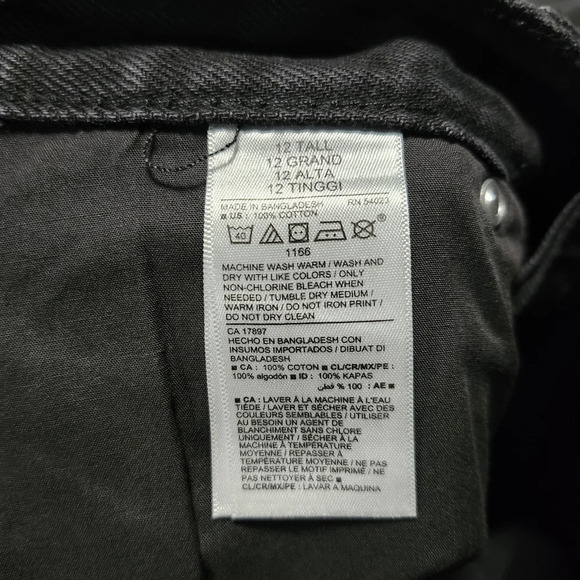 12 TALL
12 GRAND
12 ALTA
12 TINGGI
MADE IN BANGLADESH RN 54023
■ US : 100% COTTON
40 ®
1166
MACHINE WASH WARM / WASH AND
DRY WITH LIKE COLORS / ONLY
NON-CHLORINE BLEACH WHEN
NEEDED / TUMBLE DRY MEDIUM /
WARM IRON / DO NOT IRON PRINT /
DO NOT DRY CLEAN
CA 17897
HECHO EN BANGLADESH CON
INSUMOS IMPORTADOS / DIBUAT DI
BANGLADESH
■ CA : 100% COTON ■ CL/CR/MX/PE :
100% algodón ■ ID : 100% KAPAS
■ AE : 100 % قطن
■ CA : LAVER À LA MACHINE À L'EAU
TIÈDE / LAVER ET SÉCHER AVEC DES
COULEURS SEMBLABLES / UTILISER
AU BESOIN UN AGENT DE
BLANCHIMENT SANS CHLORE
UNIQUEMENT / SÉCHER À LA
MACHINE À TEMPÉRATURE
MOYENNE / REPASSER À
TEMPÉRATURE MOYENNE / NE PAS
REPASSER LE MOTIF IMPRIMÉ / NE
PAS NETTOYER À SEC ■
CL/CR/MX/PE : LAVAR A MAQUINA